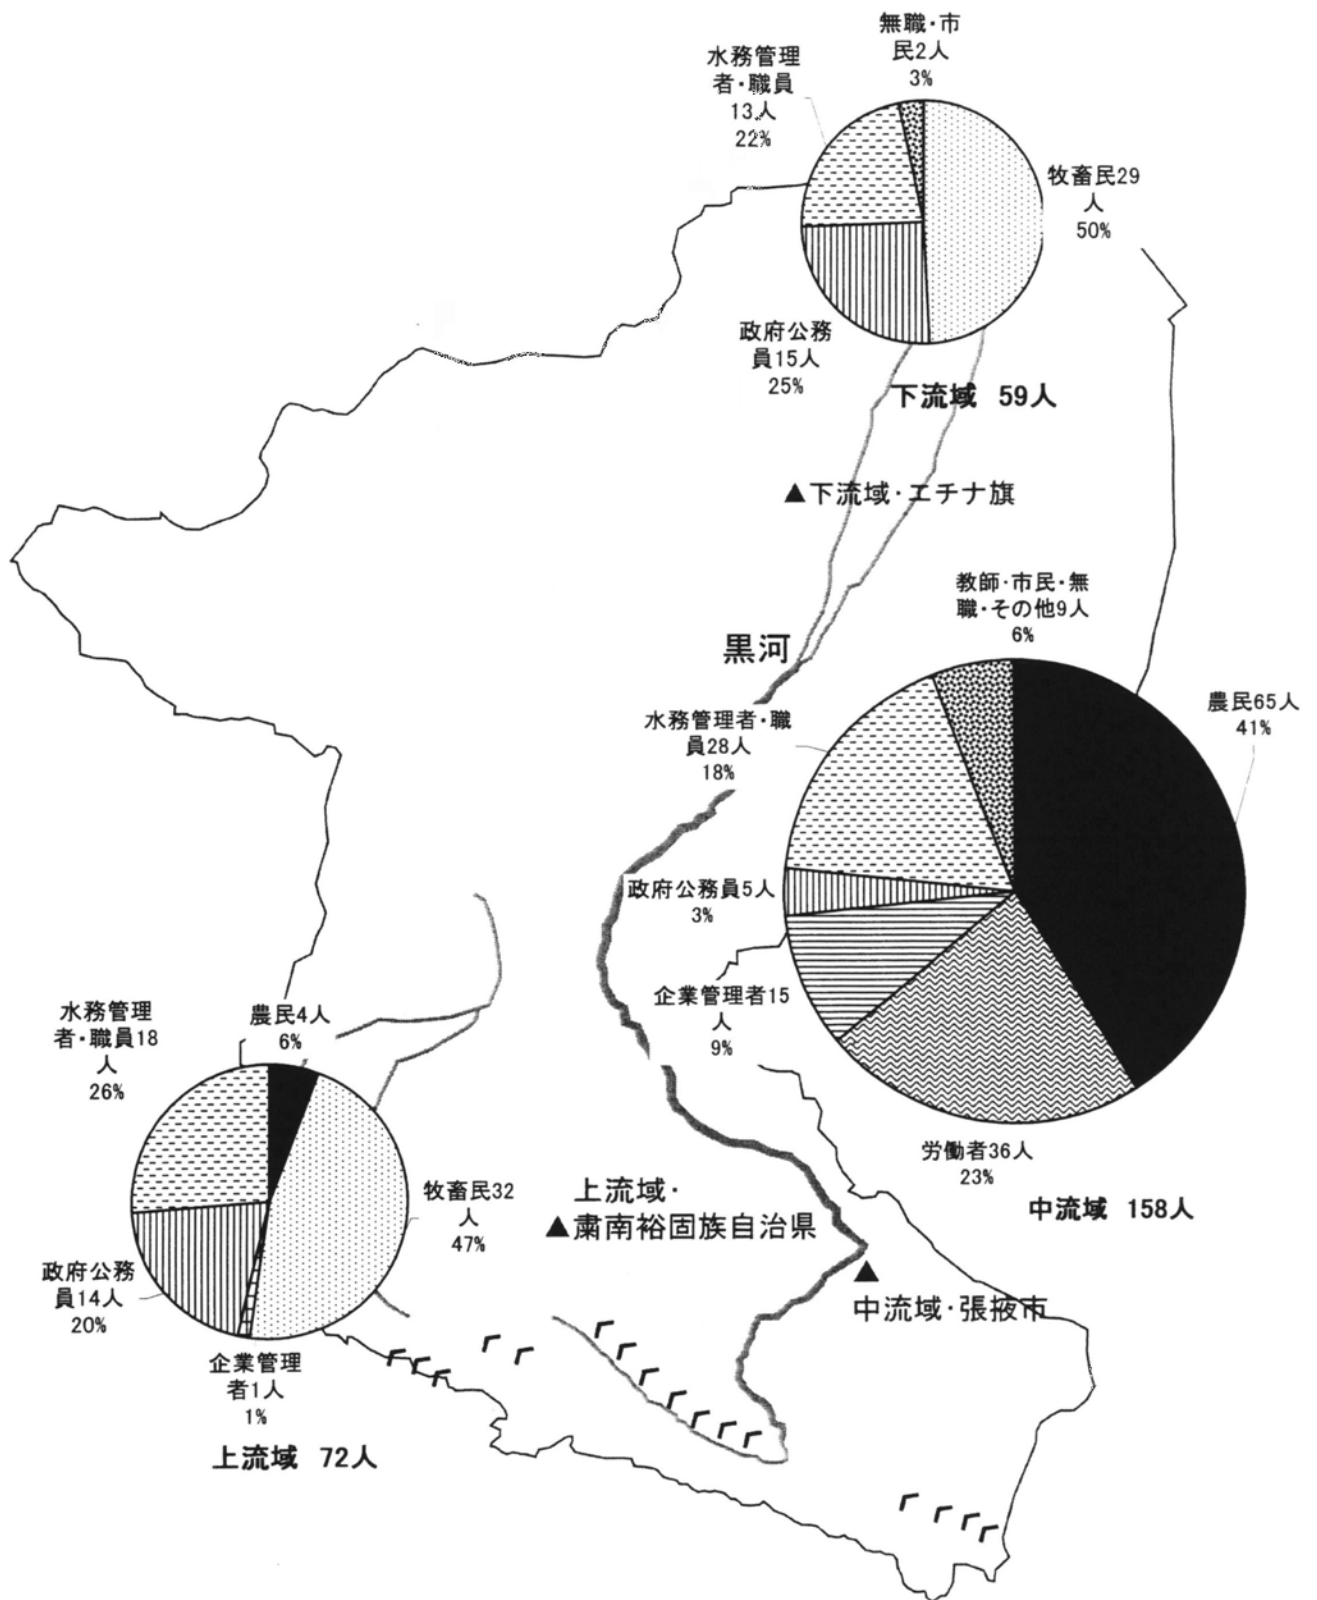 無職・市
民2人
3%
水務管理
者・職員
13人
22%
牧畜民29
人
50%
政府公務
員15人
25%
下流域 59人
▲下流域・エチナ旗
教師・市民・無
職・その他9人
6%
黒河
農民65人
41%
水務管理者・職
員28人
18%
政府公務員5人
3%
企業管理者15
人
9%
労働者36人
23%
中流域 158人
水務管理
者・職員18
人
26%
農民4人
6%
牧畜民32
人
47%
政府公務
員14人
20%
企業管理
者1人
1%
上流域 72人
上流域・
▲粛南裕固族自治県
▲
中流域・張掖市